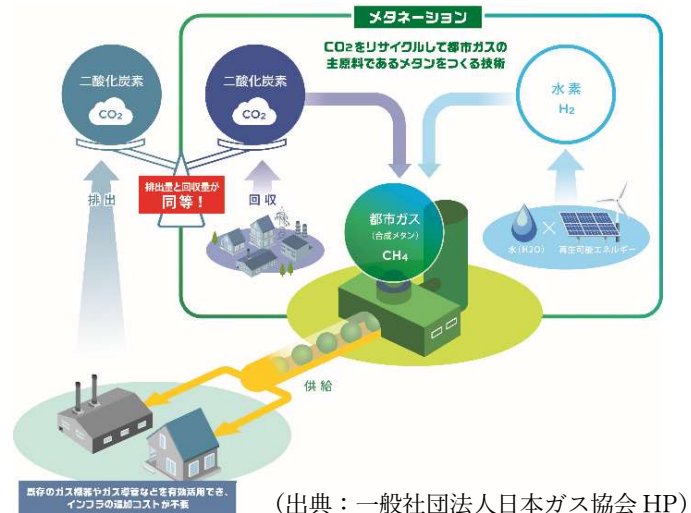 メタネーション
CO2をリサイクルして都市ガスの
主原料であるメタンをつくる技術
二酸化炭素
CO2
二酸化炭素
CO2
水素
H2
排出量と回収量が
同等!
排出
回収
都市ガス
(合成メタン)
CH4
水(H2O)
再生可能エネルギー
供給
既存のガス機器やガス導管などを有効活用でき、
インフラの追加コストが不要
(出典:一般社団法人日本ガス協会 HP)